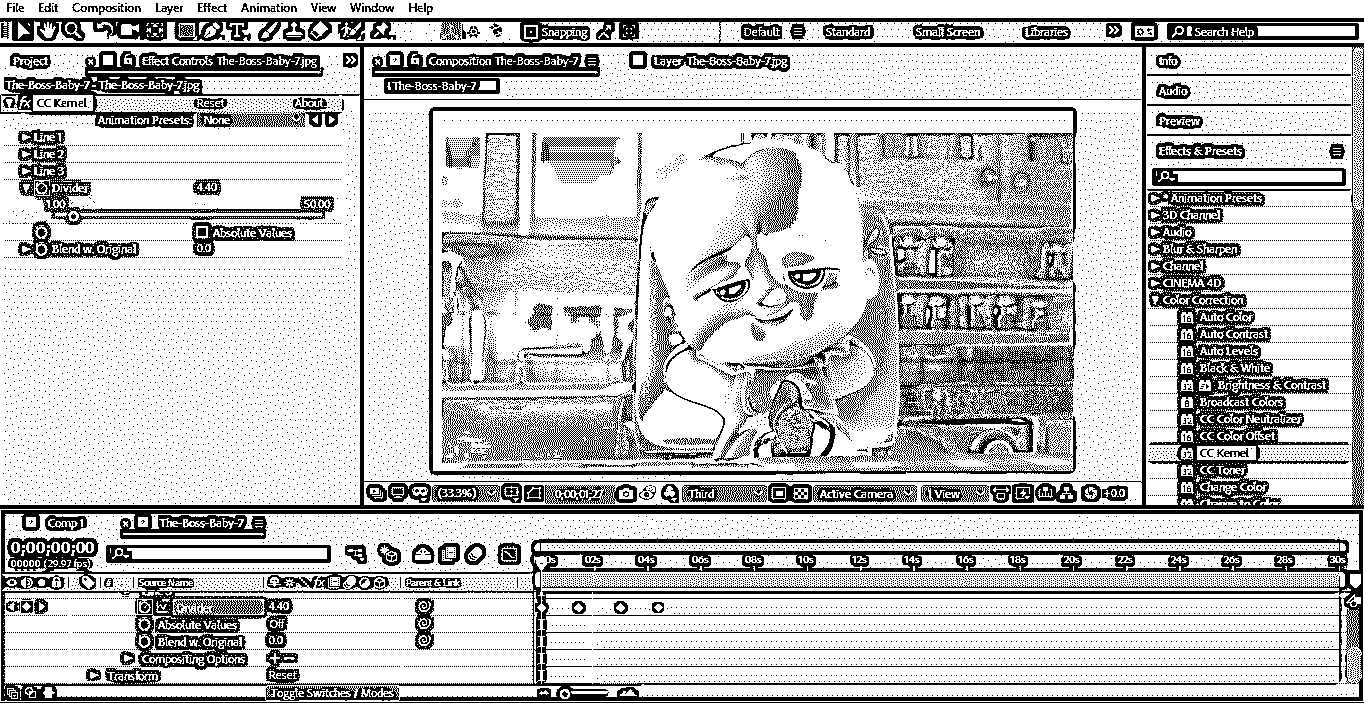 File Edit Composition Layer Effect Animation View Window Help
Snapping Default Standard Small Screen Libraries Search Help
Project Effect Controls The-Boss-Baby-7.jpg
The-Boss-Baby-7 - The-Boss-Baby-7.jpg
fx CC Kernel Reset About...
Animation Presets: None
Line 1
Line 2
Line 3
Divider 4.40
1.00 50.00
Absolute Values
Blend w. Original 0.0
Composition The-Boss-Baby-7 Layer The-Boss-Baby-7.jpg
The-Boss-Baby-7
(33.3%) 0;00;01;27 Third Active Camera 1 View +0.0
Info
Audio
Preview
Effects & Presets
* Animation Presets
3D Channel
Audio
Blur & Sharpen
Channel
CINEMA 4D
Color Correction
Auto Color
Auto Contrast
Auto Levels
Black & White
Brightness & Contrast
Broadcast Colors
CC Color Neutralizer
CC Color Offset
CC Kernel
CC Toner
Change Color
Comp 1 The-Boss-Baby-7
0;00;00;00
00000 (29.97 fps)
02s 04s 06s 08s 10s 12s 14s 16s 18s 20s 22s 24s 26s 28s 30s
# Source Name Parent & Link
4.40
Absolute Values Off
Blend w. Original 0.0
Compositing Options
Transform Reset
Toggle Switches / Modes